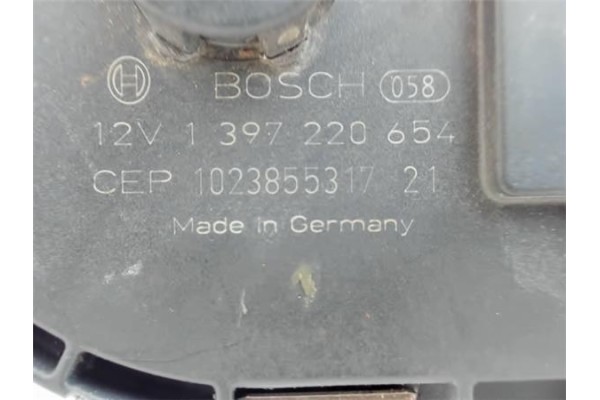 BOSCH 058
12V 1 397 220 654
CEP 1023855317 21
Made in Germany